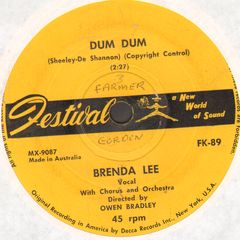 DUM DUM
(Sheeley-De Shannon) (Copyright Control)
(2:27)
3
FARMER
Festival
a New
World
of Sound
GORDON
MX-9087
Made in Australia
FK-89
BRENDA LEE
Vocal
With Chorus and Orchestra
Directed by
OWEN BRADLEY
45 rpm
Original Recording in America by Decca Records Inc., New York, U.S.A.